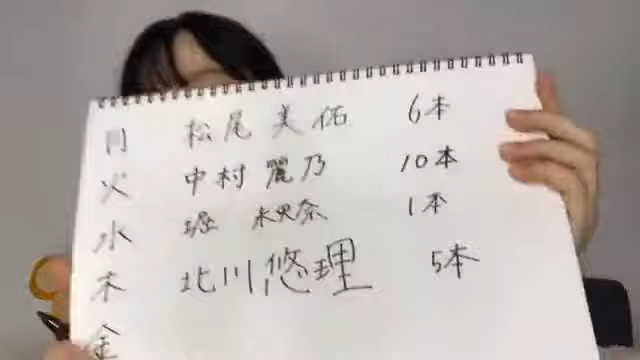 月 松尾美佑 6本
火 中村麗乃 10本
水 堀 未央奈 1本
木 北川悠理 5本
金